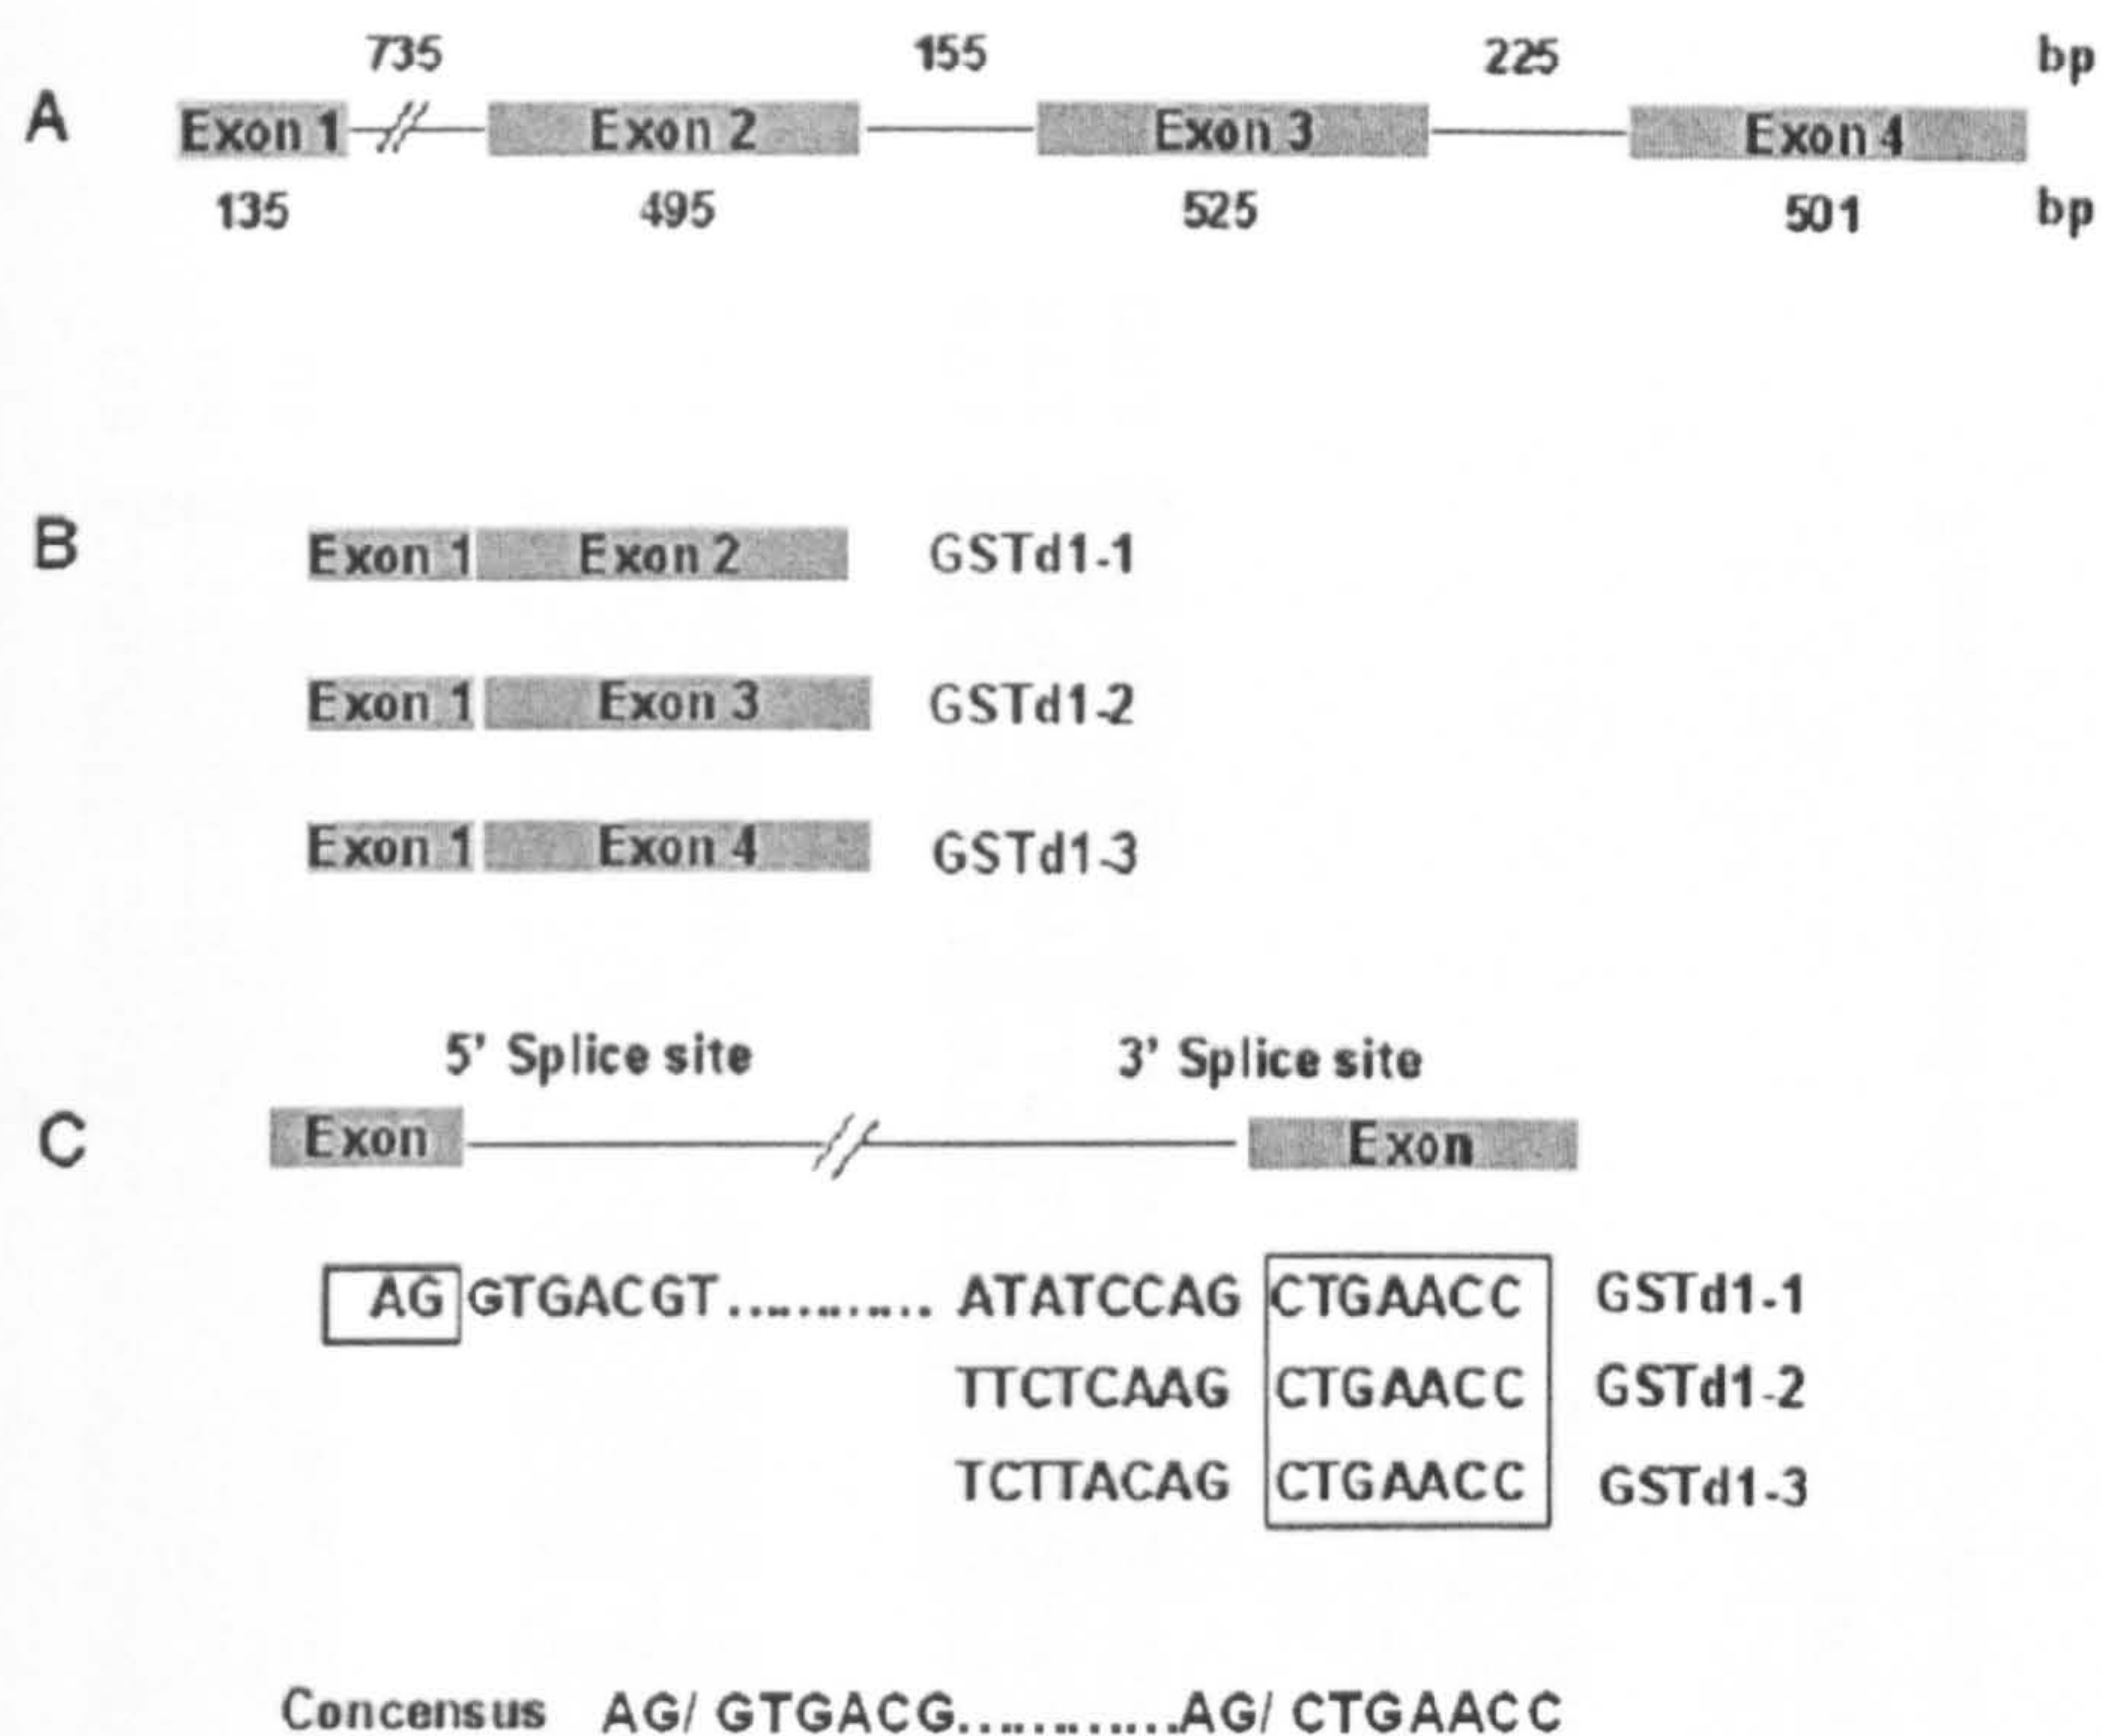 735 155 225 bp
A Exon 1 Exon 2 Exon 3 Exon 4
135 495 525 501 bp
B Exon 1 Exon 2 GSTd1-1
Exon 1 Exon 3 GSTd1-2
Exon 1 Exon 4 GSTd1-3
5' Splice site 3' Splice site
C Exon Exon
AG GTGACGT............ ATATCCAG CTGAACC GSTd1-1
TTCTCAAG CTGAACC GSTd1-2
TCTTACAG CTGAACC GSTd1-3
Concensus AG/ GTGACG............AG/ CTGAACC